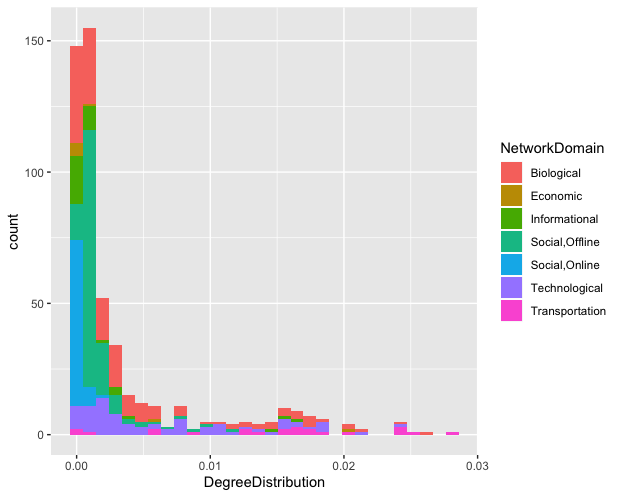 150
100
50
0
count
0.00
0.01
0.02
0.03
DegreeDistribution
NetworkDomain
Biological
Economic
Informational
Social,Offline
Social,Online
Technological
Transportation